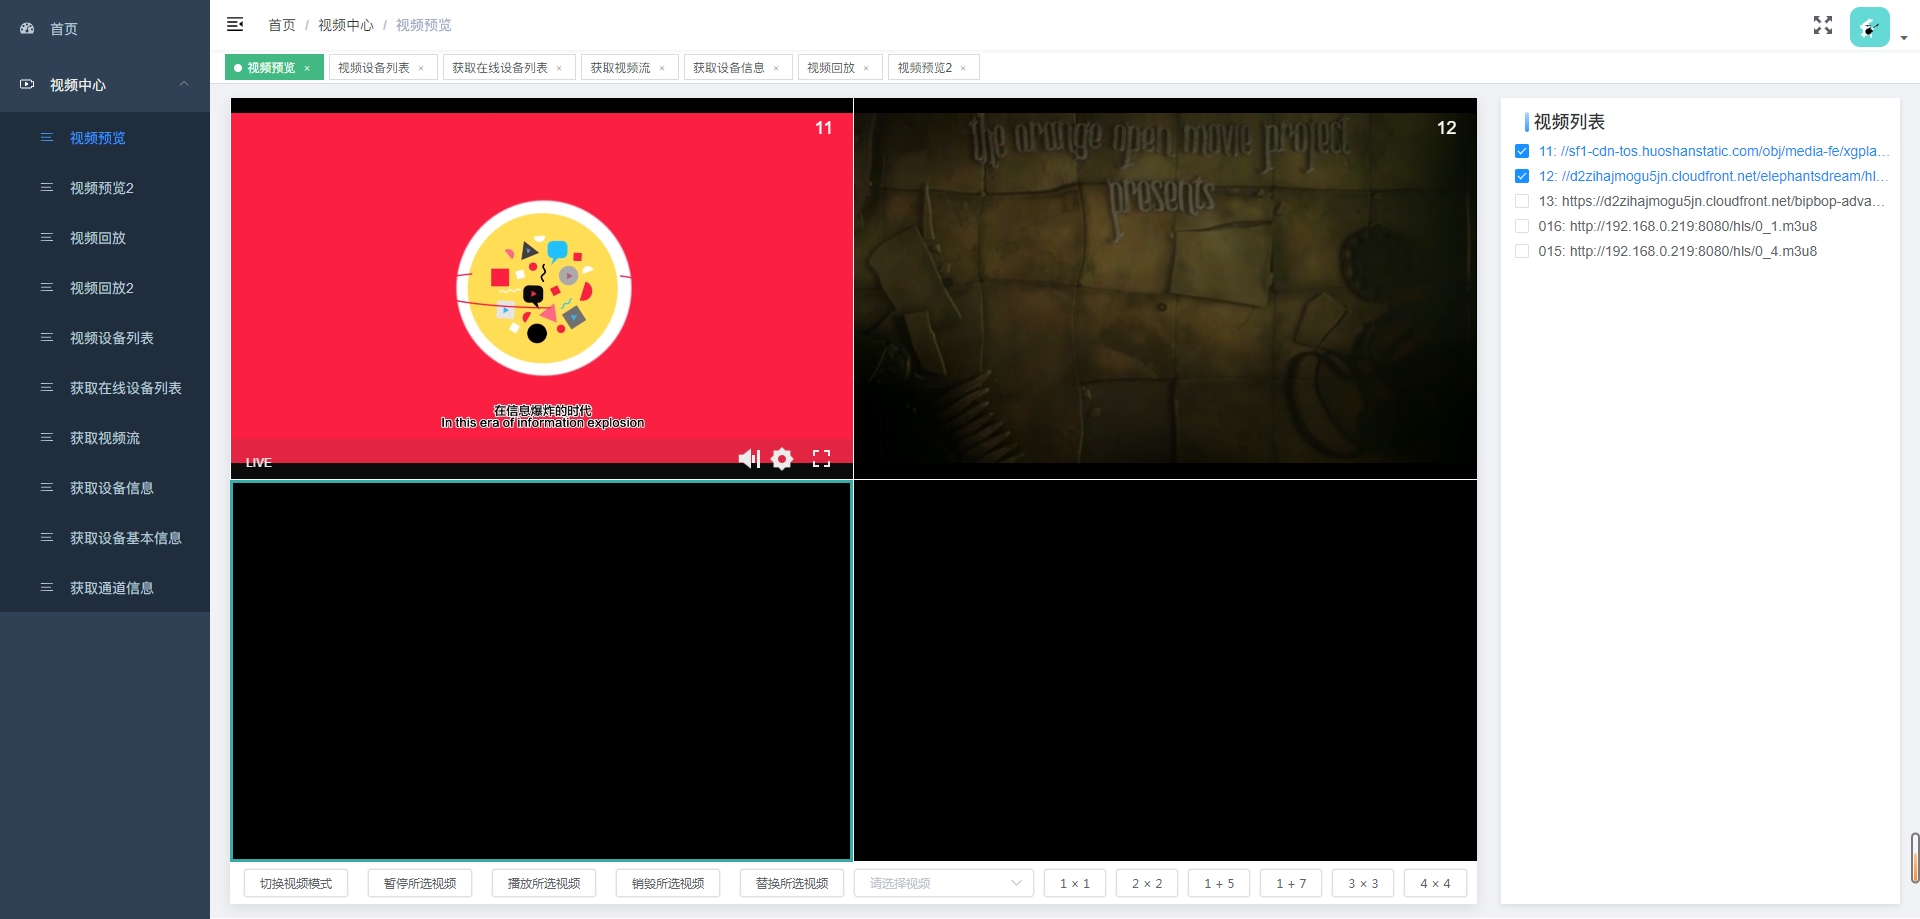 首页
视频中心
视频预览
视频预览2
视频回放
视频回放2
视频设备列表
获取在线设备列表
获取视频流
获取设备信息
获取设备基本信息
获取通道信息
首页 / 视频中心 / 视频预览
视频预览 × 视频设备列表 × 获取在线设备列表 × 获取视频流 × 获取设备信息 × 视频回放 × 视频预览2 ×
11
在信息爆炸的时代
In this era of information explosion
LIVE
12
the orange open movie project
presents
切换视频模式 暂停所选视频 播放所选视频 销毁所选视频 替换所选视频 请选择视频 1 × 1 2 × 2 1 + 5 1 + 7 3 × 3 4 × 4
视频列表
11: //sf1-cdn-tos.huoshanstatic.com/obj/media-fe/xgpla...
12: //d2zihajmogu5jn.cloudfront.net/elephantsdream/hl...
13: https://d2zihajmogu5jn.cloudfront.net/bipbop-adva...
016: http://192.168.0.219:8080/hls/0_1.m3u8
015: http://192.168.0.219:8080/hls/0_4.m3u8